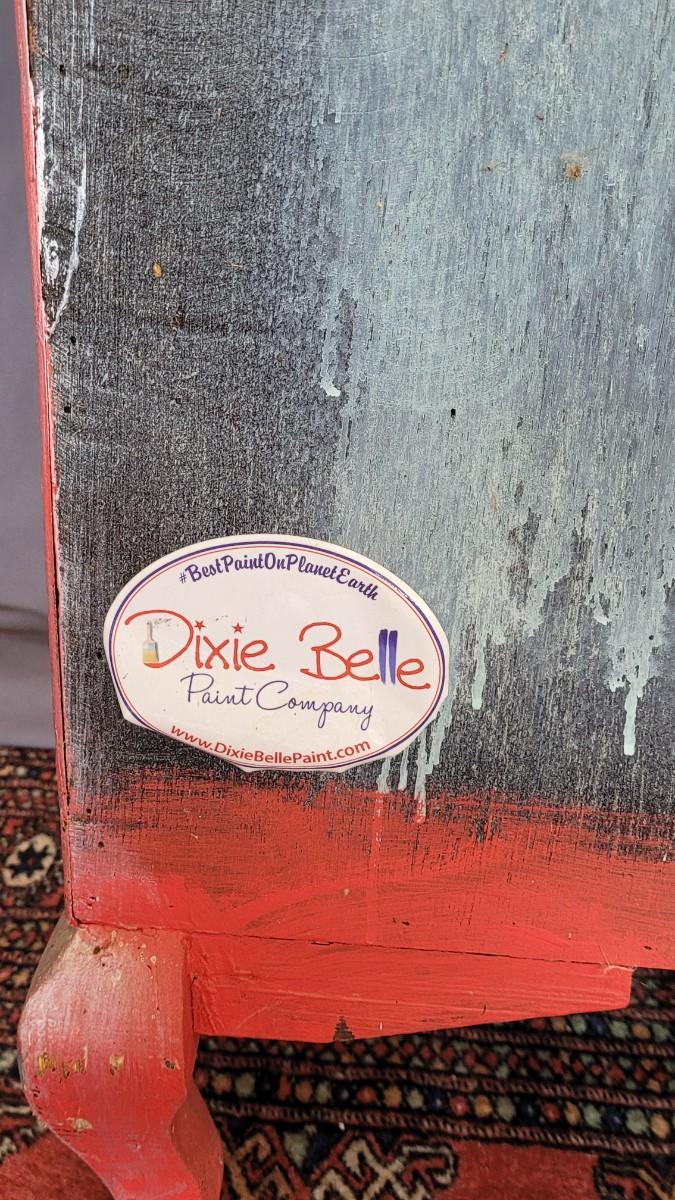 #BestPaintOnPlanetEarth
Dixie Belle
Paint Company
www.DixieBellePaint.com